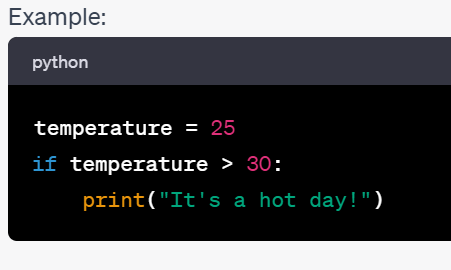 Example:
python
temperature = 25
if temperature > 30:
    print("It's a hot day!")